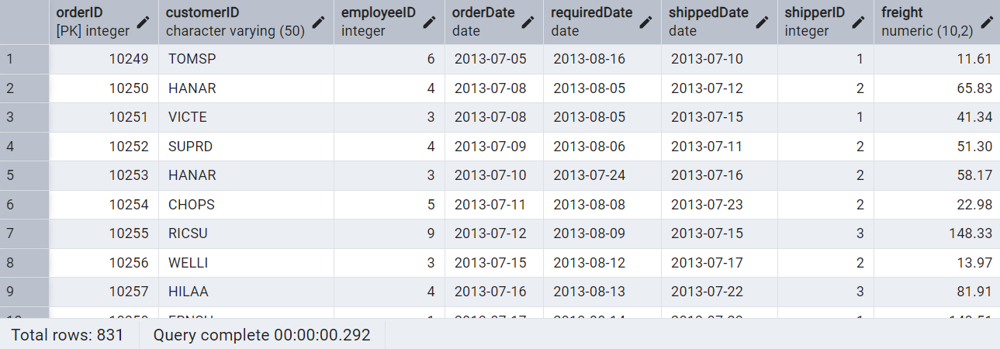 orderID customerID employeeID orderDate requiredDate shippedDate shipperID freight
[PK] integer character varying (50) integer date date date integer numeric (10,2)
1 10249 TOMSP 6 2013-07-05 2013-08-16 2013-07-10 1 11.61
2 10250 HANAR 4 2013-07-08 2013-08-05 2013-07-12 2 65.83
3 10251 VICTE 3 2013-07-08 2013-08-05 2013-07-15 1 41.34
4 10252 SUPRD 4 2013-07-09 2013-08-06 2013-07-11 2 51.30
5 10253 HANAR 3 2013-07-10 2013-07-24 2013-07-16 2 58.17
6 10254 CHOPS 5 2013-07-11 2013-08-08 2013-07-23 2 22.98
7 10255 RICSU 9 2013-07-12 2013-08-09 2013-07-15 3 148.33
8 10256 WELLI 3 2013-07-15 2013-08-12 2013-07-17 2 13.97
9 10257 HILAA 4 2013-07-16 2013-08-13 2013-07-22 3 81.91
Total rows: 831 Query complete 00:00:00.292